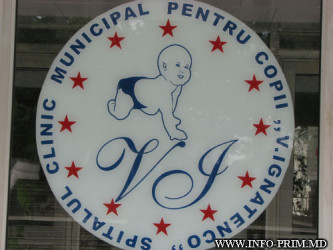 SPITALUL CLINIC MUNICIPAL PENTRU COPII „V.IGNATENCO”
VI
WWW.INFO-PRIM.MD